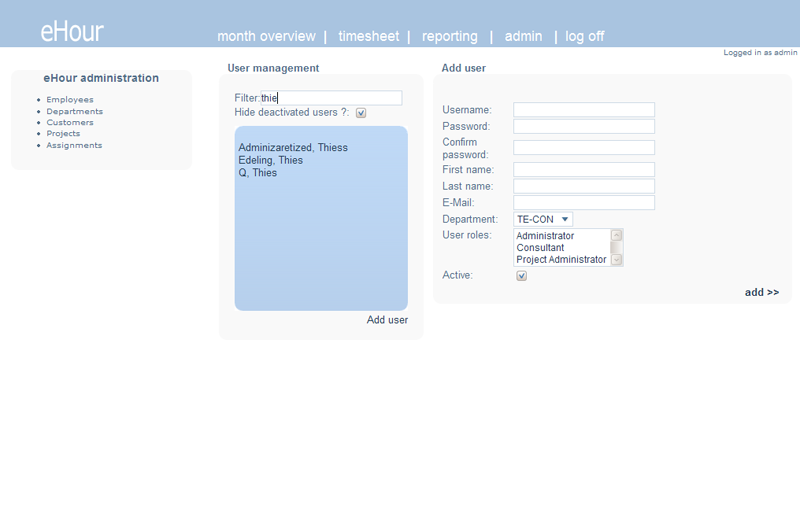 eHour
month overview | timesheet | reporting | admin | log off
Logged in as admin
eHour administration
Employees
Departments
Customers
Projects
Assignments
User management
Filter:thie
Hide deactivated users ?:
Adminizaretized, Thiess
Edeling, Thies
Q, Thies
Add user
Add user
Username:
Password:
Confirm
password:
First name:
Last name:
E-Mail:
Department: TE-CON
User roles: Administrator
Consultant
Project Administrator
Active:
add >>